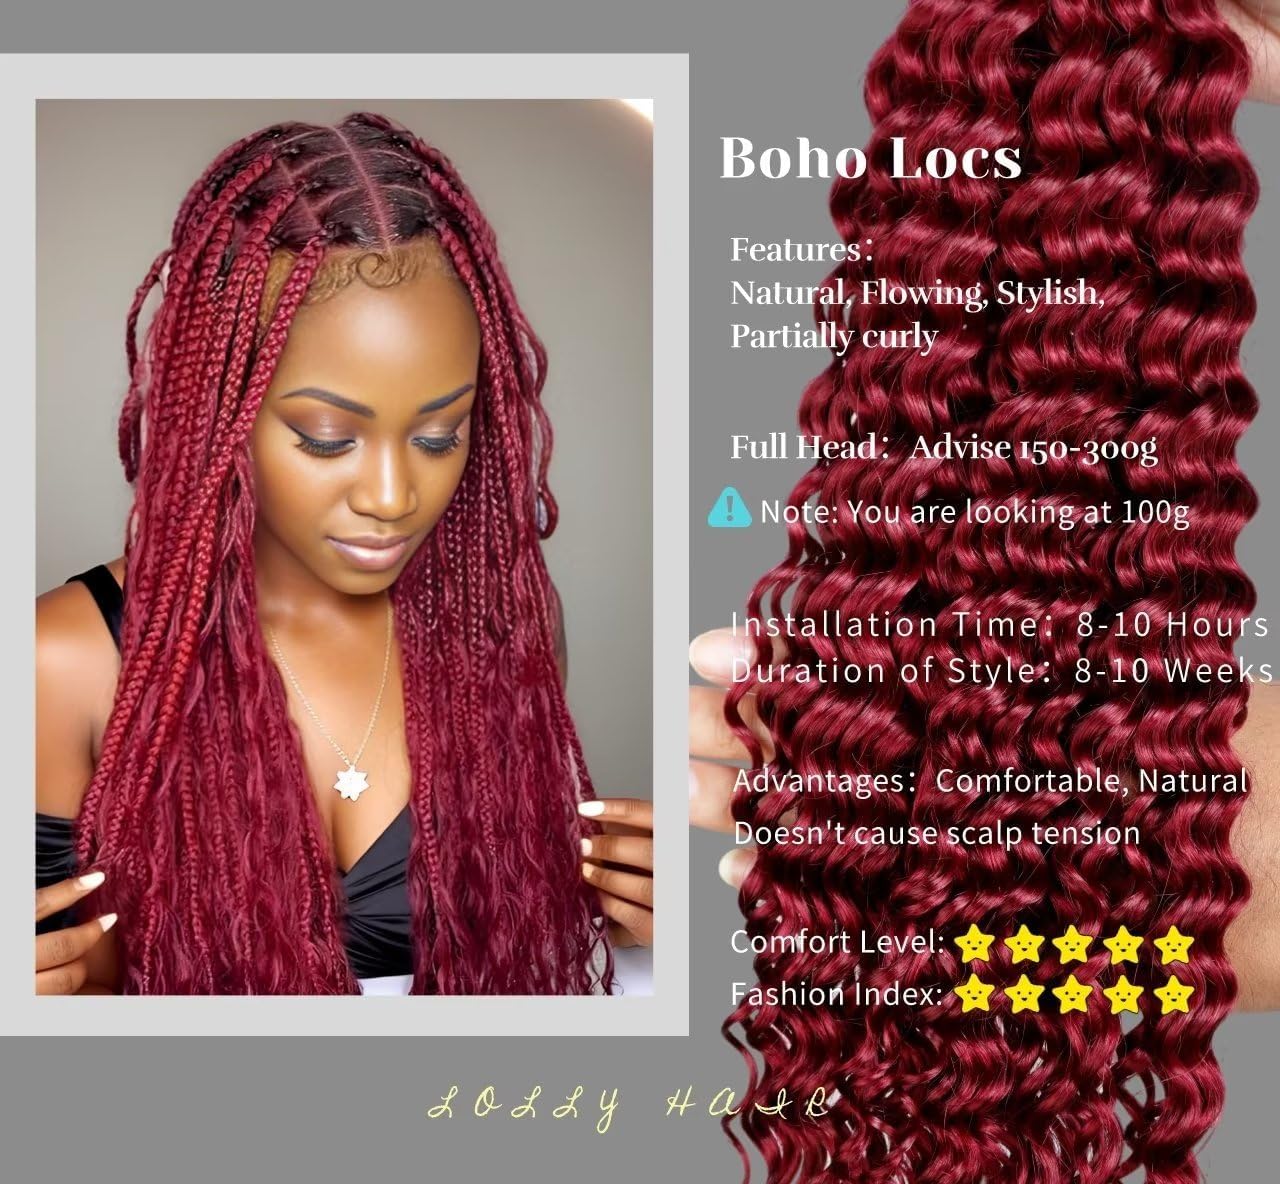 Boho Locs
Features：
Natural, Flowing, Stylish,
Partially curly
Full Head：Advise 150-300g
Note: You are looking at 100g
Installation Time：8-10 Hours
Duration of Style：8-10 Weeks
Advantages：Comfortable, Natural
Doesn't cause scalp tension
Comfort Level:
Fashion Index:
LOLLY HAIR